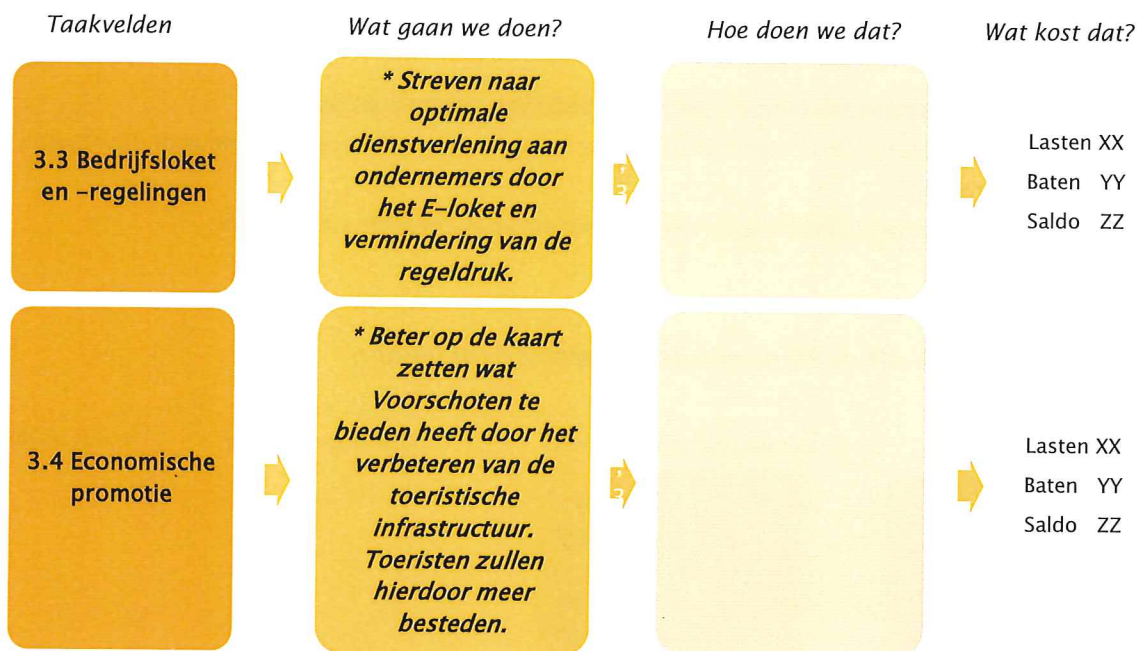 Taakvelden
Wat gaan we doen?
Hoe doen we dat?
Wat kost dat?
3.3 Bedrijfsloket
en –regelingen
* Streven naar
optimale
dienstverlening aan
ondernemers door
het E–loket en
vermindering van de
regeldruk.
' 3
Lasten XX
Baten YY
Saldo ZZ
3.4 Economische
promotie
* Beter op de kaart
zetten wat
Voorschoten te
bieden heeft door het
verbeteren van de
toeristische
infrastructuur.
Toeristen zullen
hierdoor meer
besteden.
' 3
Lasten XX
Baten YY
Saldo ZZ